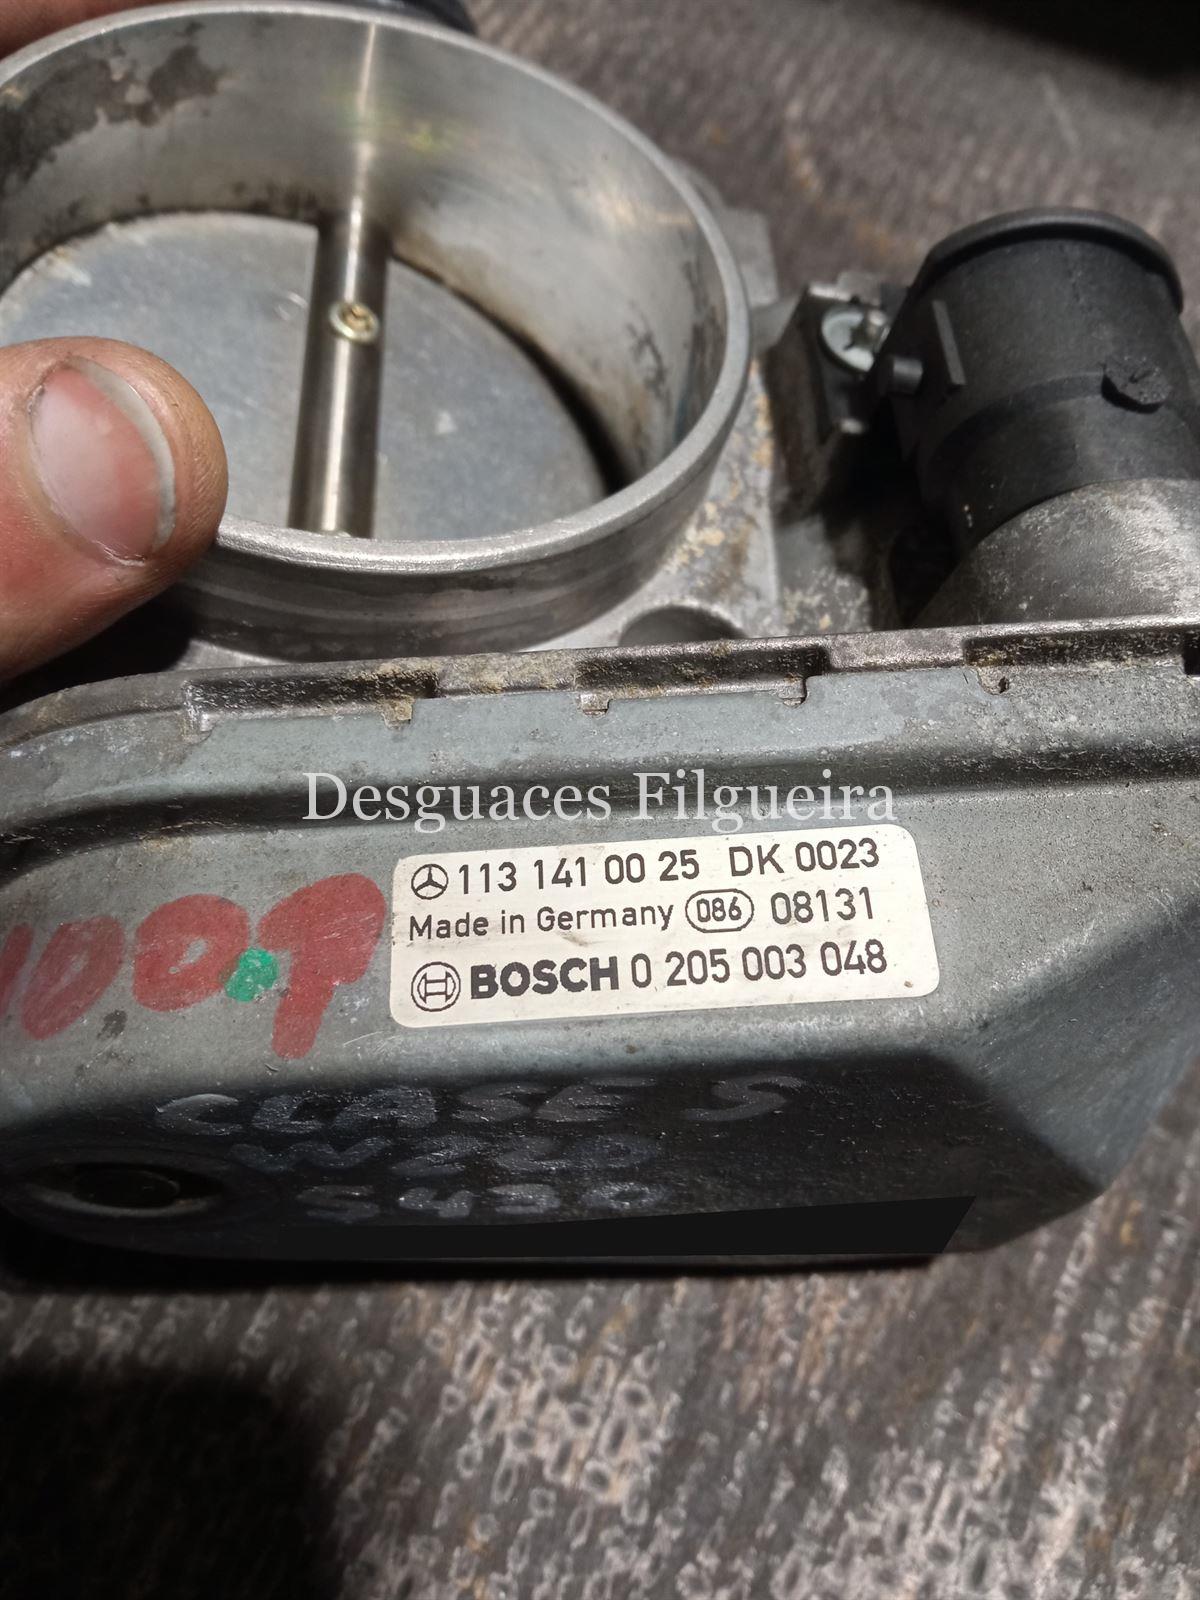 Desguaces Filgueira
113 141 00 25 DK 0023
Made in Germany 086 08131
BOSCH 0 205 003 048
CLASE S
W220
S430